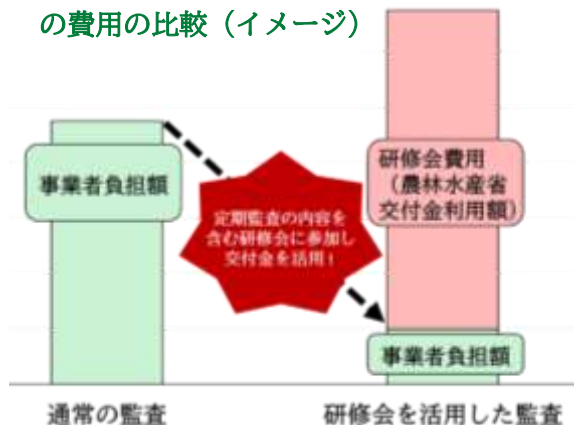 の費用の比較（イメージ）
事業者負担額
定期監査の内容を
含む研修会に参加し
交付金を活用！
研修会費用
（農林水産省
交付金利用額）
事業者負担額
通常の監査
研修会を活用した監査